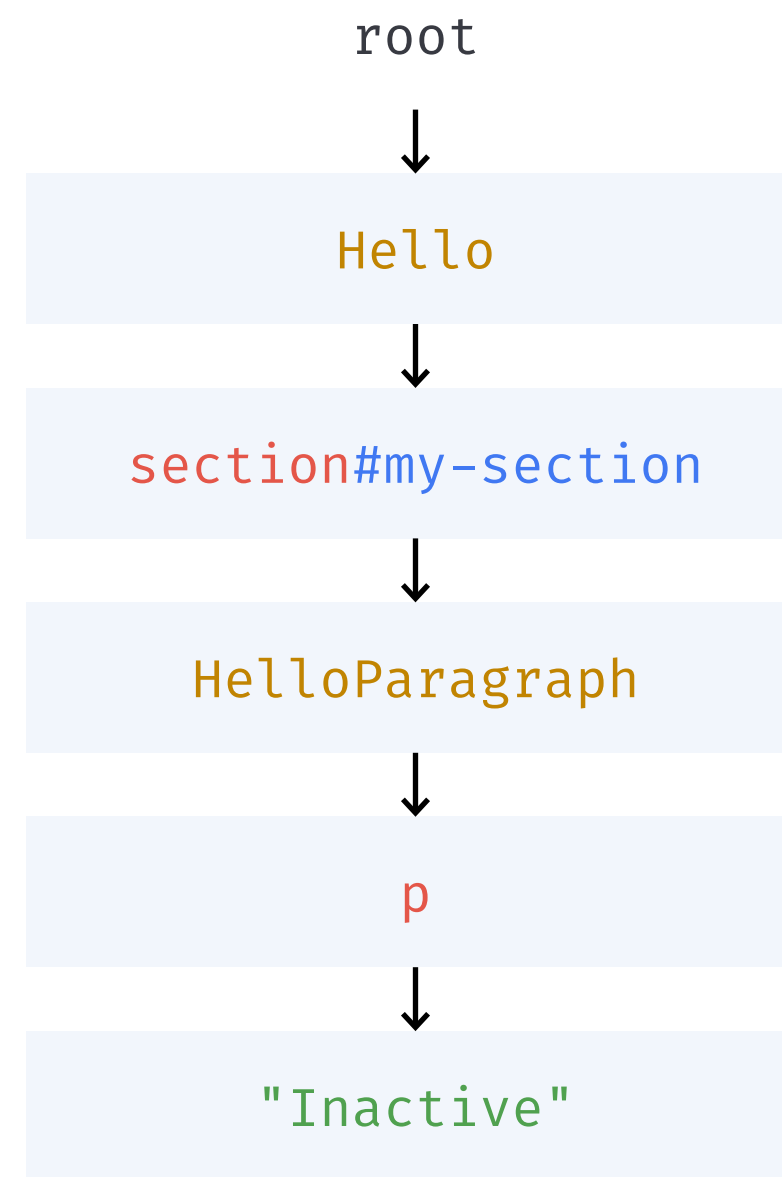 root
Hello
section#my-section
HelloParagraph
p
"Inactive"